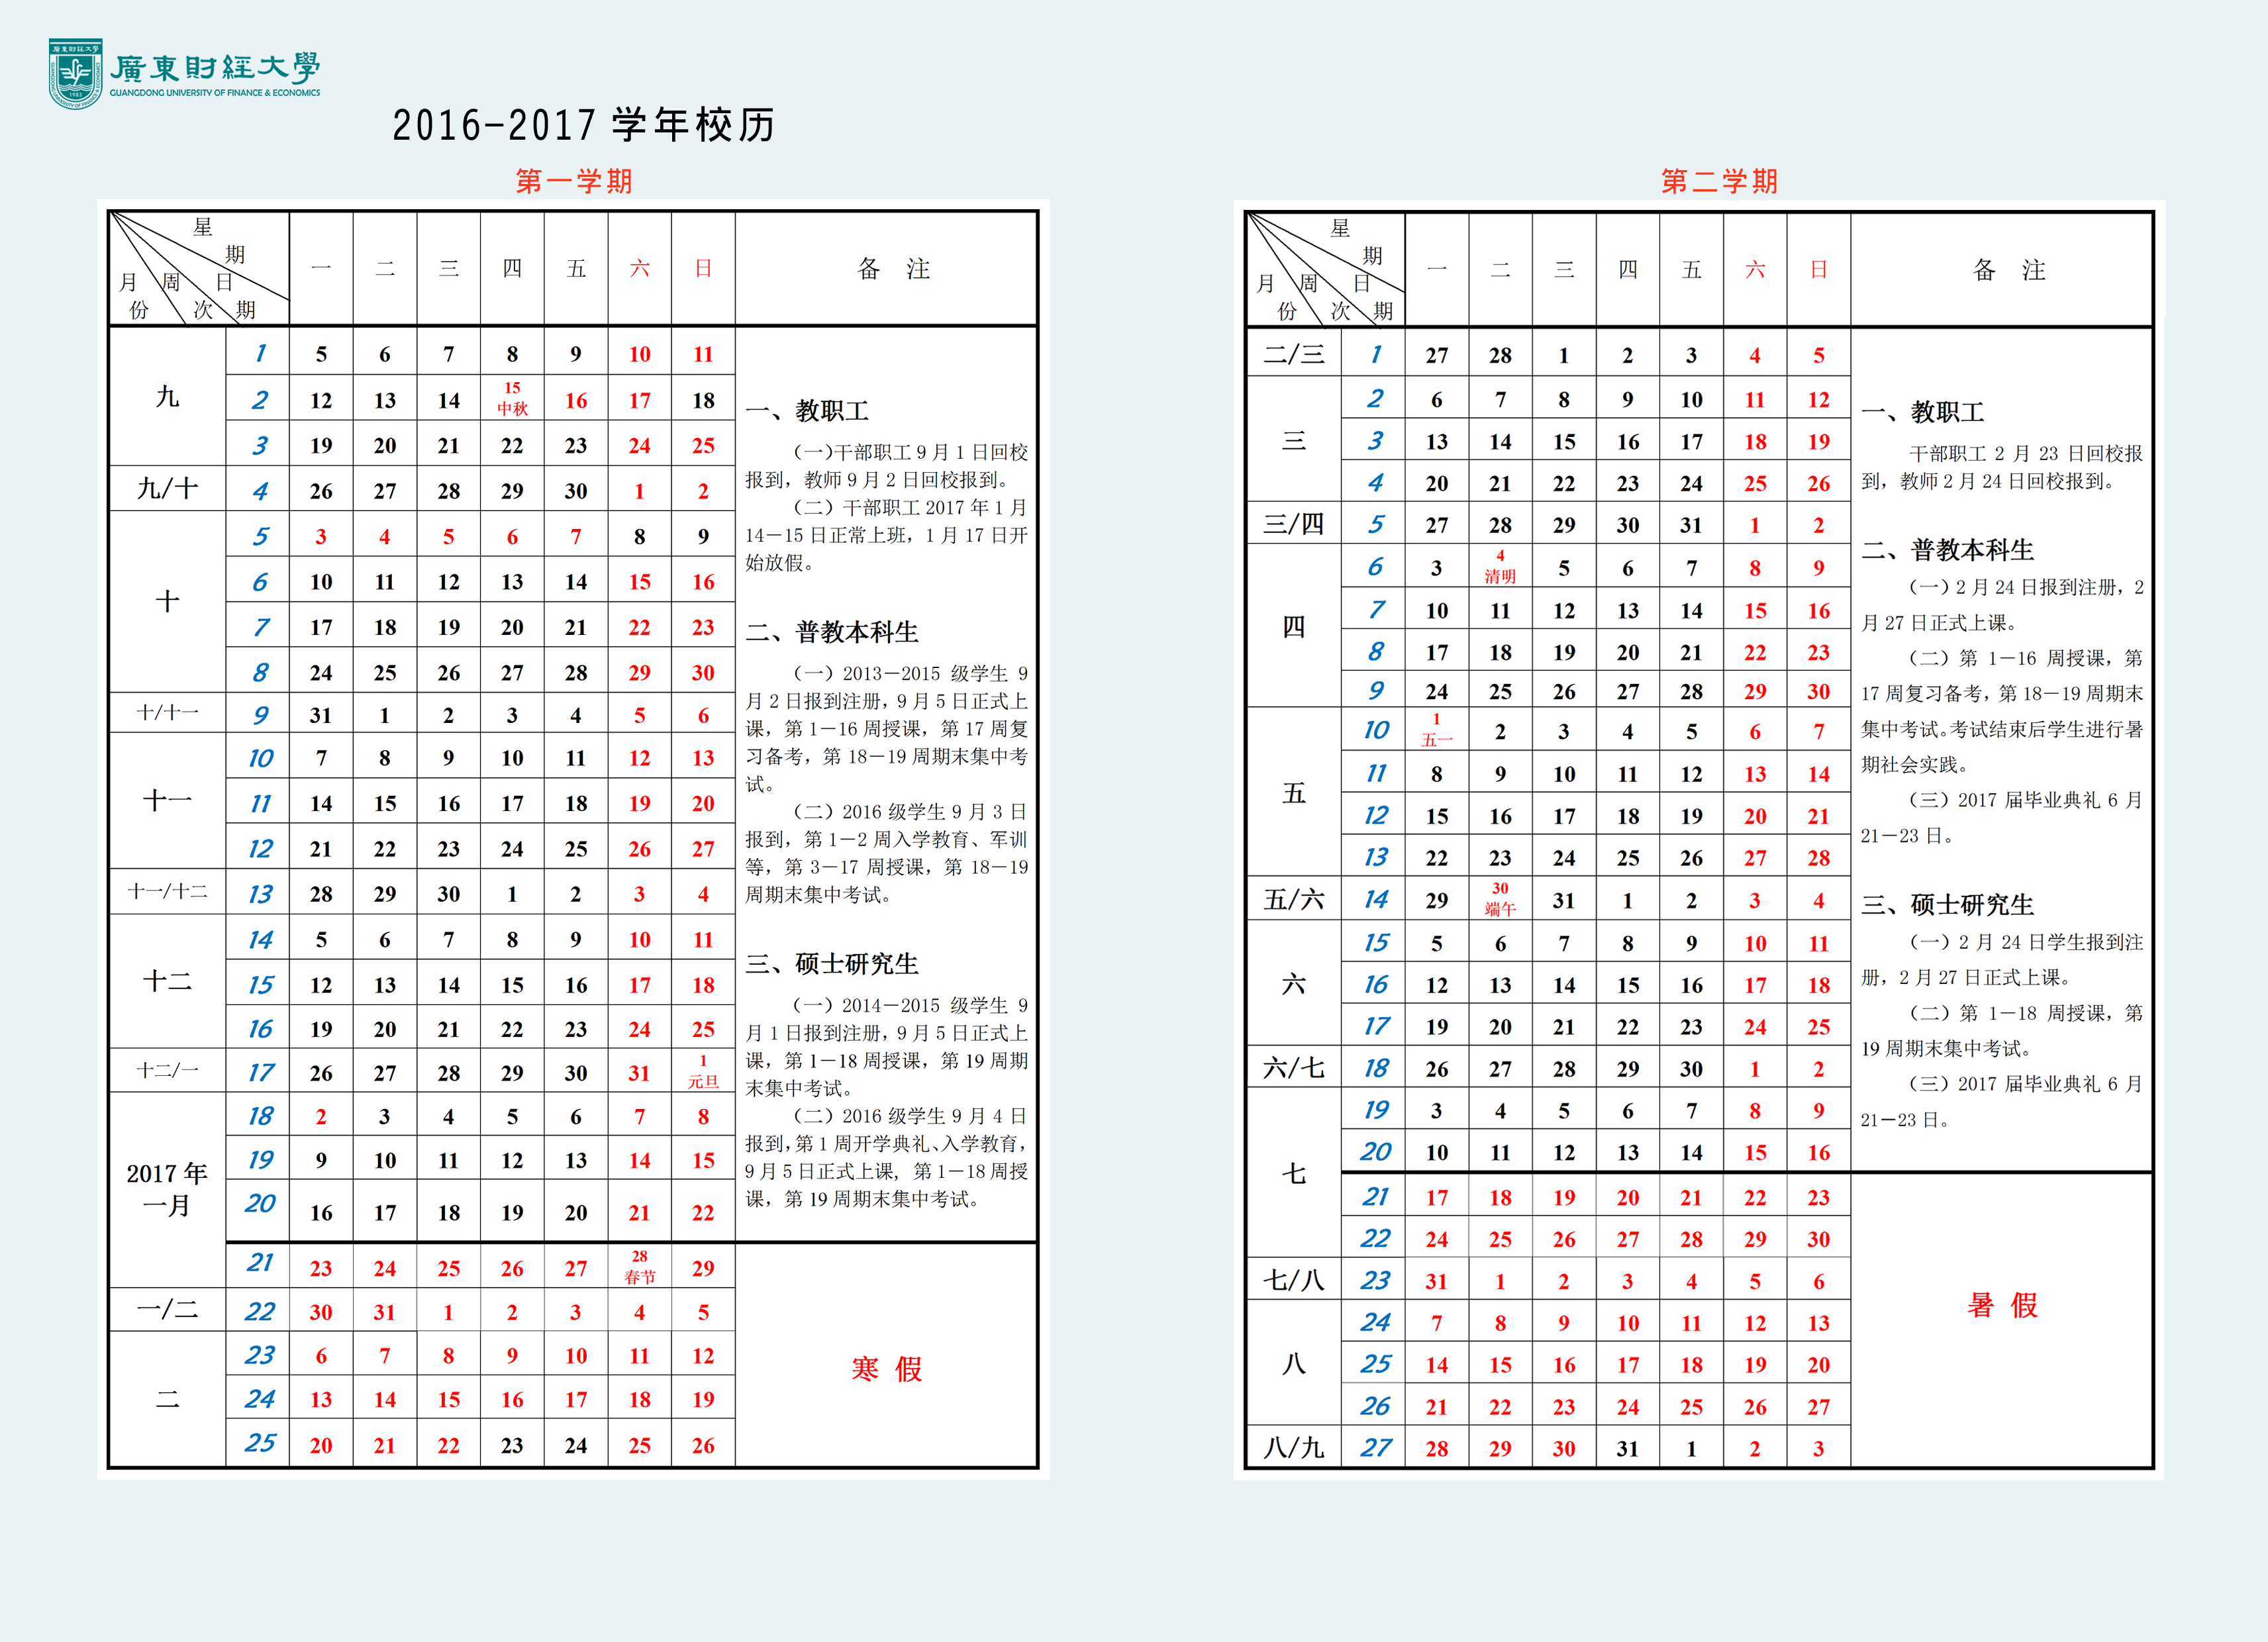 廣東財經大學
GUANGDONG UNIVERSITY OF FINANCE & ECONOMICS
1983
2016-2017 学年校历
第一学期
星期 月份 周次 日期 一 二 三 四 五 六 日 备 注
九 1 5 6 7 8 9 10 11
2 12 13 14 15 中秋 16 17 18
3 19 20 21 22 23 24 25
九/十 4 26 27 28 29 30 1 2
十 5 3 4 5 6 7 8 9
6 10 11 12 13 14 15 16
7 17 18 19 20 21 22 23
8 24 25 26 27 28 29 30
十/十一 9 31 1 2 3 4 5 6
十一 10 7 8 9 10 11 12 13
11 14 15 16 17 18 19 20
12 21 22 23 24 25 26 27
十一/十二 13 28 29 30 1 2 3 4
十二 14 5 6 7 8 9 10 11
15 12 13 14 15 16 17 18
16 19 20 21 22 23 24 25
十二/一 17 26 27 28 29 30 31 1 元旦
2017 年 一月 18 2 3 4 5 6 7 8
19 9 10 11 12 13 14 15
20 16 17 18 19 20 21 22
21 23 24 25 26 27 28 春节 29
一/二 22 30 31 1 2 3 4 5
二 23 6 7 8 9 10 11 12
24 13 14 15 16 17 18 19
25 20 21 22 23 24 25 26
一、教职工
（一）干部职工 9 月 1 日回校
报到，教师 9 月 2 日回校报到。
（二）干部职工 2017 年 1 月
14－15 日正常上班，1 月 17 日开
始放假。
二、普教本科生
（一）2013－2015 级学生 9
月 2 日报到注册，9 月 5 日正式上
课，第 1－16 周授课，第 17 周复
习备考，第 18－19 周期末集中考
试。
（二）2016 级学生 9 月 3 日
报到，第 1－2 周入学教育、军训
等，第 3－17 周授课，第 18－19
周期末集中考试。
三、硕士研究生
（一）2014－2015 级学生 9
月 1 日报到注册，9 月 5 日正式上
课，第 1－18 周授课，第 19 周期
末集中考试。
（二）2016 级学生 9 月 4 日
报到，第 1 周开学典礼、入学教育，
9 月 5 日正式上课，第 1－18 周授
课，第 19 周期末集中考试。
寒 假
第二学期
星期 月份 周次 日期 一 二 三 四 五 六 日 备 注
二/三 1 27 28 1 2 3 4 5
三 2 6 7 8 9 10 11 12
3 13 14 15 16 17 18 19
4 20 21 22 23 24 25 26
三/四 5 27 28 29 30 31 1 2
四 6 3 4 清明 5 6 7 8 9
7 10 11 12 13 14 15 16
8 17 18 19 20 21 22 23
9 24 25 26 27 28 29 30
五 10 1 五一 2 3 4 5 6 7
11 8 9 10 11 12 13 14
12 15 16 17 18 19 20 21
13 22 23 24 25 26 27 28
五/六 14 29 30 端午 31 1 2 3 4
六 15 5 6 7 8 9 10 11
16 12 13 14 15 16 17 18
17 19 20 21 22 23 24 25
六/七 18 26 27 28 29 30 1 2
七 19 3 4 5 6 7 8 9
20 10 11 12 13 14 15 16
21 17 18 19 20 21 22 23
22 24 25 26 27 28 29 30
七/八 23 31 1 2 3 4 5 6
八 24 7 8 9 10 11 12 13
25 14 15 16 17 18 19 20
26 21 22 23 24 25 26 27
八/九 27 28 29 30 31 1 2 3
一、教职工
干部职工 2 月 23 日回校报
到，教师 2 月 24 日回校报到。
二、普教本科生
（一）2 月 24 日报到注册，2
月 27 日正式上课。
（二）第 1－16 周授课，第
17 周复习备考，第 18－19 周期末
集中考试。考试结束后学生进行暑
期社会实践。
（三）2017 届毕业典礼 6 月
21－23 日。
三、硕士研究生
（一）2 月 24 日学生报到注
册，2 月 27 日正式上课。
（二）第 1－18 周授课，第
19 周期末集中考试。
（三）2017 届毕业典礼 6 月
21－23 日。
暑 假